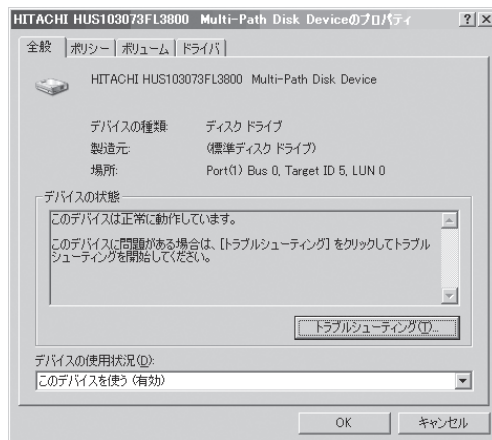 HITACHI HUS103073FL3800 Multi-Path Disk Deviceのプロパティ
全般 ポリシー ボリューム ドライバ
HITACHI HUS103073FL3800 Multi-Path Disk Device
デバイスの種類: ディスク ドライブ
製造元: (標準ディスク ドライブ)
場所: Port(1) Bus 0, Target ID 5, LUN 0
デバイスの状態
このデバイスは正常に動作しています。
このデバイスに問題がある場合は、[トラブルシューティング] をクリックしてトラブル
シューティングを開始してください。
トラブルシューティング(T)...
デバイスの使用状況(D):
このデバイスを使う (有効)
OK キャンセル